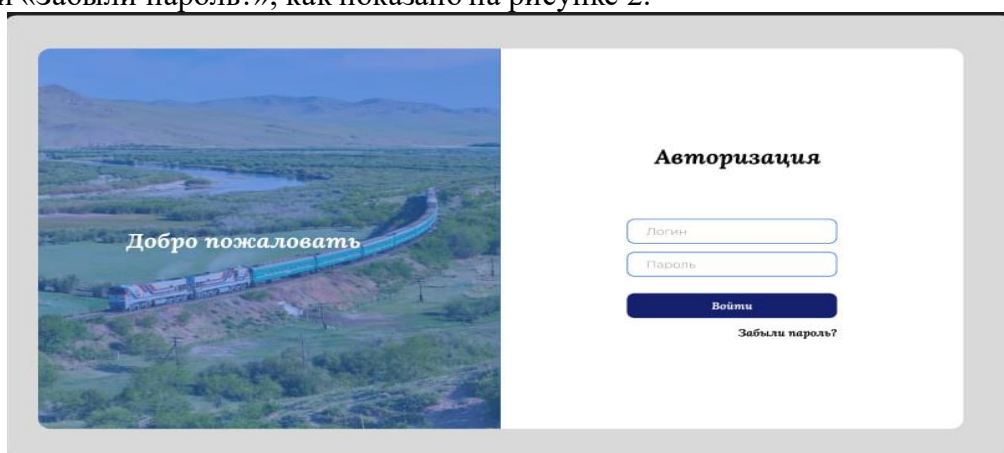 и «Забыли пароль?», как показано на рисунке 2.
Авторизация
Добро пожаловать
Логин
Пароль
Войти
Забыли пароль?